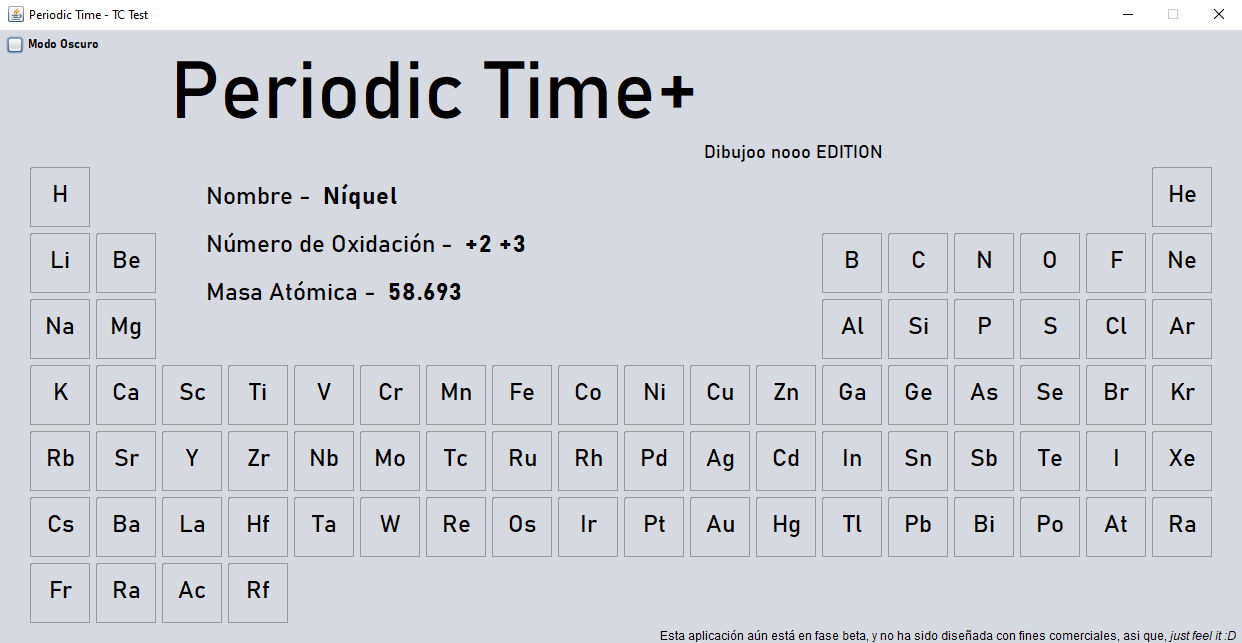 Periodic Time - TC Test
Modo Oscuro
Periodic Time+
Dibujoo nooo EDITION
H He
Nombre - Níquel
Número de Oxidación - +2 +3
Li Be B C N O F Ne
Masa Atómica - 58.693
Na Mg Al Si P S Cl Ar
K Ca Sc Ti V Cr Mn Fe Co Ni Cu Zn Ga Ge As Se Br Kr
Rb Sr Y Zr Nb Mo Tc Ru Rh Pd Ag Cd In Sn Sb Te I Xe
Cs Ba La Hf Ta W Re Os Ir Pt Au Hg Tl Pb Bi Po At Ra
Fr Ra Ac Rf
Esta aplicación aún está en fase beta, y no ha sido diseñada con fines comerciales, asi que, just feel it :D